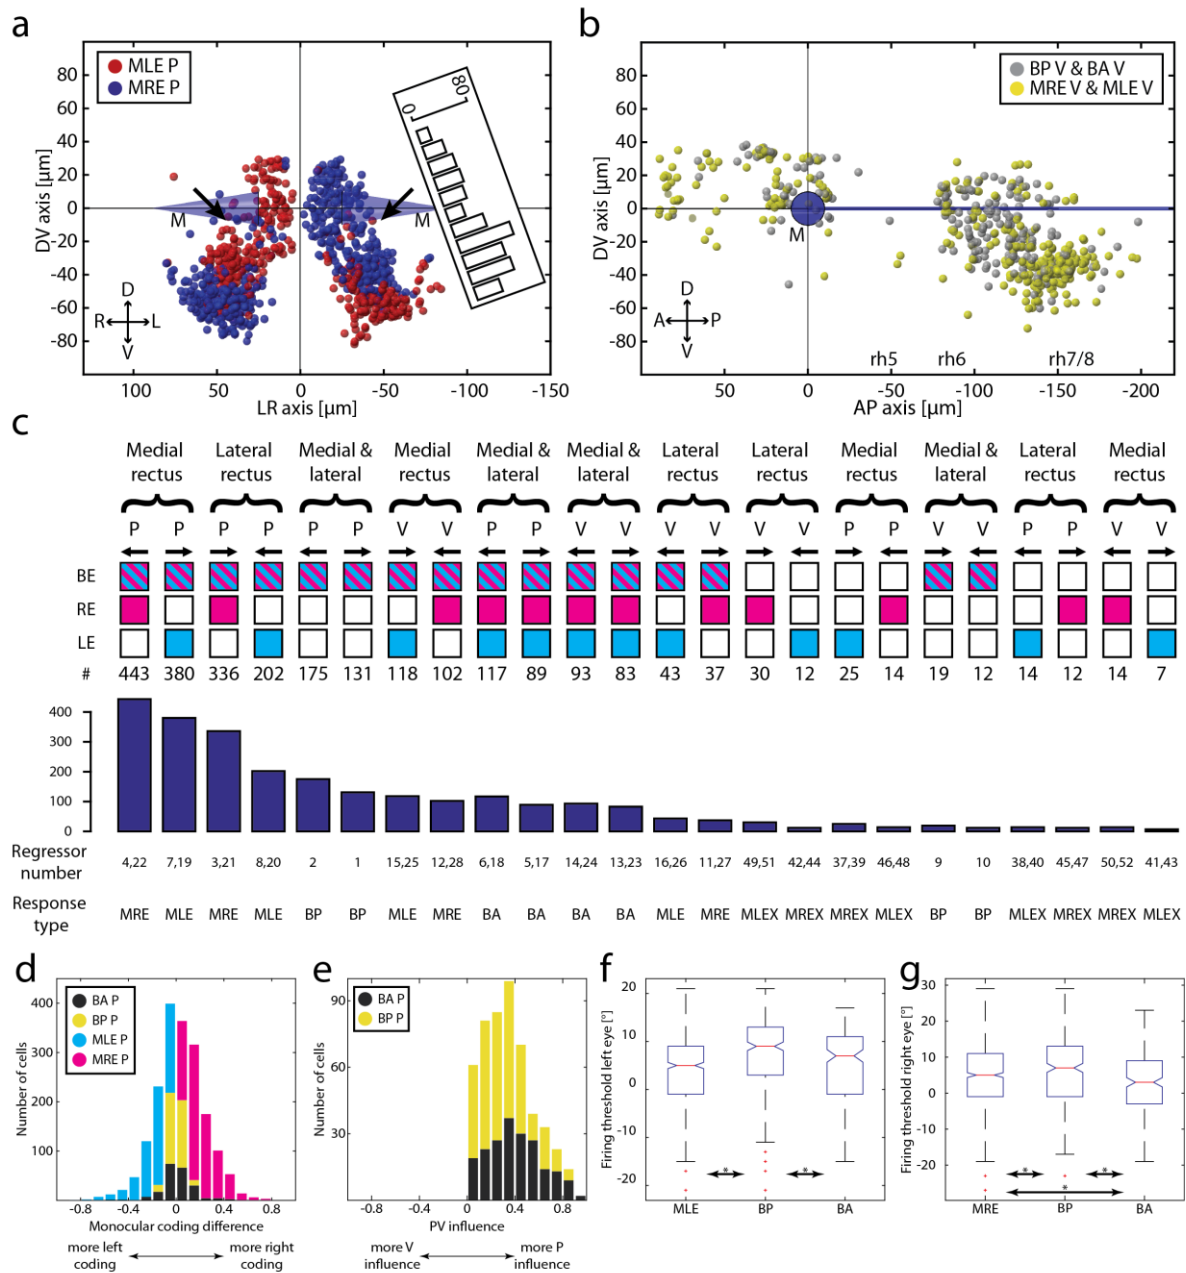 a
MLE P
MRE P
80
60
40
20
0
-20
-40
-60
-80
DV axis [µm]
0
80
M
M
D
R
L
V
100
50
0
-50
-100
-150
LR axis [µm]
b
BP V & BA V
MRE V & MLE V
80
60
40
20
0
-20
-40
-60
-80
DV axis [µm]
M
D
A
P
V
rh5
rh6
rh7/8
50
0
-50
-100
-150
-200
AP axis [µm]
c
Medial rectus
Lateral rectus
Medial & lateral
Medial rectus
Medial & lateral
Medial & lateral
Lateral rectus
Lateral rectus
Medial rectus
Medial & lateral
Lateral rectus
Medial rectus
P P P P P P V V P P V V V V V V P P V V P P V V
BE
RE
LE
# 443 380 336 202 175 131 118 102 117 89 93 83 43 37 30 12 25 14 19 12 14 12 14 7
400
300
200
100
0
Regressor number
4,22 7,19 3,21 8,20 2 1 15,25 12,28 6,18 5,17 14,24 13,23 16,26 11,27 49,51 42,44 37,39 46,48 9 10 38,40 45,47 50,52 41,43
Response type
MRE MLE MRE MLE BP BP MLE MRE BA BA BA BA MLE MRE MLEX MREX MREX MLEX BP BP MLEX MREX MREX MLEX
d
BA P
BP P
MLE P
MRE P
400
300
200
100
Number of cells
-0.8
-0.4
0
0.4
0.8
Monocular coding difference
more left coding
more right coding
e
BA P
BP P
90
60
30
Number of cells
-0.8
-0.4
0
0.4
0.8
PV influence
more V influence
more P influence
f
20
10
0
-10
-20
Firing threshold left eye [°]
*
*
MLE
BP
BA
g
30
20
10
0
-10
-20
Firing threshold right eye [°]
*
*
*
MRE
BP
BA